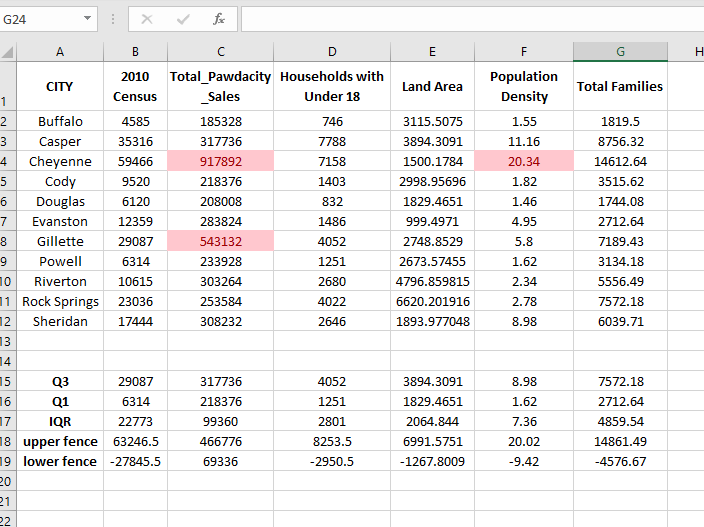 G24 fx
A B C D E F G H
1 CITY 2010 Census Total_Pawdacity_Sales Households with Under 18 Land Area Population Density Total Families
2 Buffalo 4585 185328 746 3115.5075 1.55 1819.5
3 Casper 35316 317736 7788 3894.3091 11.16 8756.32
4 Cheyenne 59466 917892 7158 1500.1784 20.34 14612.64
5 Cody 9520 218376 1403 2998.95696 1.82 3515.62
6 Douglas 6120 208008 832 1829.4651 1.46 1744.08
7 Evanston 12359 283824 1486 999.4971 4.95 2712.64
8 Gillette 29087 543132 4052 2748.8529 5.8 7189.43
9 Powell 6314 233928 1251 2673.57455 1.62 3134.18
10 Riverton 10615 303264 2680 4796.859815 2.34 5556.49
11 Rock Springs 23036 253584 4022 6620.201916 2.78 7572.18
12 Sheridan 17444 308232 2646 1893.977048 8.98 6039.71
13
14
15 Q3 29087 317736 4052 3894.3091 8.98 7572.18
16 Q1 6314 218376 1251 1829.4651 1.62 2712.64
17 IQR 22773 99360 2801 2064.844 7.36 4859.54
18 upper fence 63246.5 466776 8253.5 6991.5751 20.02 14861.49
19 lower fence -27845.5 69336 -2950.5 -1267.8009 -9.42 -4576.67
20
21
22